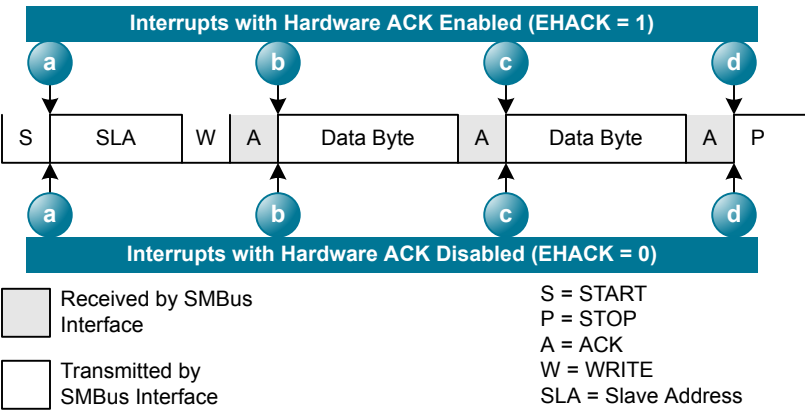 Interrupts with Hardware ACK Enabled (EHACK = 1)
a b c d
S SLA W A Data Byte A Data Byte A P
a b c d
Interrupts with Hardware ACK Disabled (EHACK = 0)
Received by SMBus
Interface
Transmitted by
SMBus Interface
S = START
P = STOP
A = ACK
W = WRITE
SLA = Slave Address